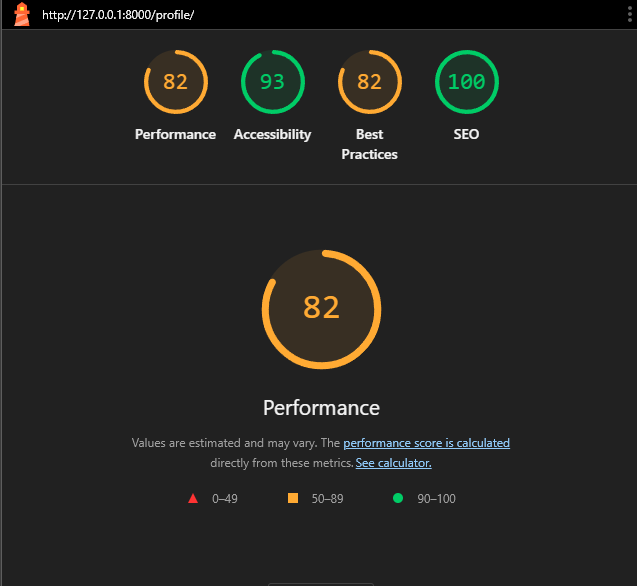 http://127.0.0.1:8000/profile/
82 93 82 100
Performance Accessibility Best Practices SEO
82
Performance
Values are estimated and may vary. The performance score is calculated
directly from these metrics. See calculator.
0–49 50–89 90–100